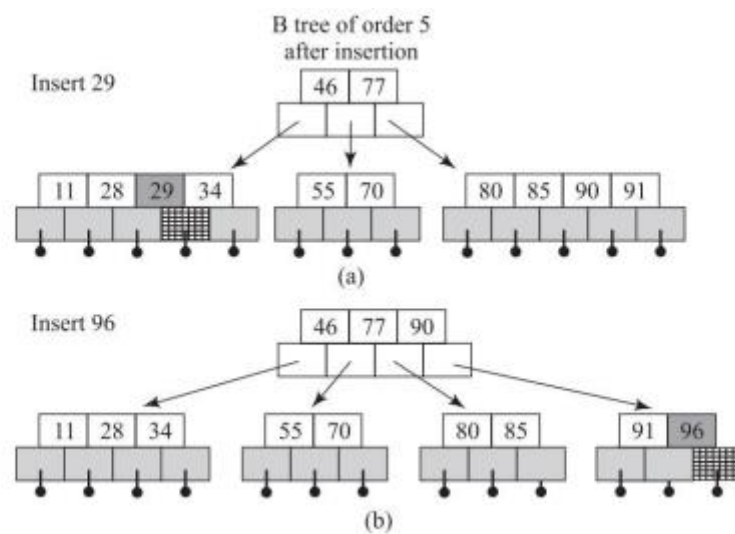 B tree of order 5
after insertion
Insert 29
46 77
11 28 29 34 55 70 80 85 90 91
(a)
Insert 96
46 77 90
11 28 34 55 70 80 85 91 96
(b)